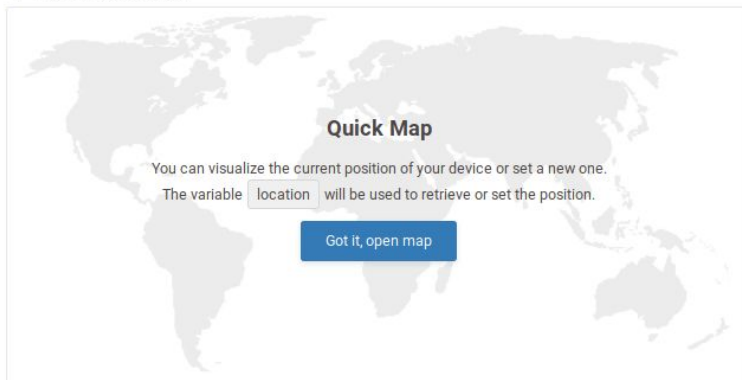 Quick Map
You can visualize the current position of your device or set a new one.
The variable location will be used to retrieve or set the position.
Got it, open map